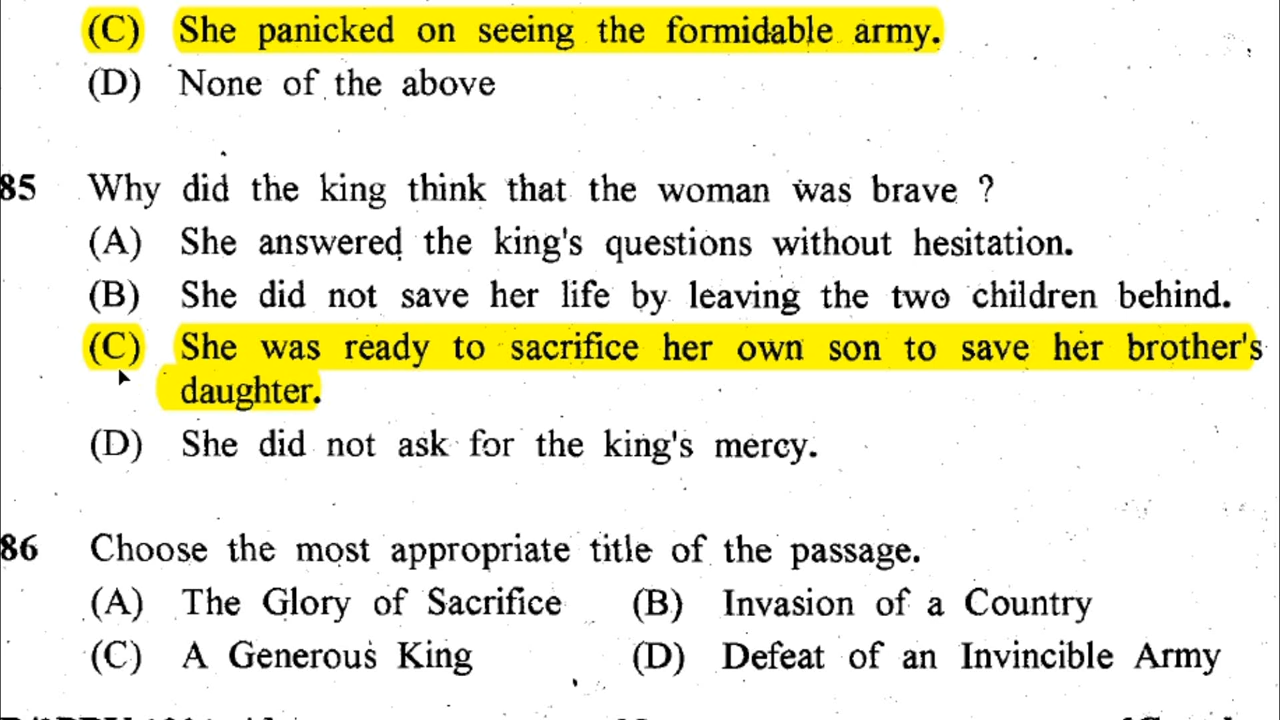 (C) She panicked on seeing the formidable army.
(D) None of the above
85 Why did the king think that the woman was brave ?
(A) She answered the king's questions without hesitation.
(B) She did not save her life by leaving the two children behind.
(C) She was ready to sacrifice her own son to save her brother's
daughter.
(D) She did not ask for the king's mercy.
86 Choose the most appropriate title of the passage.
(A) The Glory of Sacrifice (B) Invasion of a Country
(C) A Generous King (D) Defeat of an Invincible Army